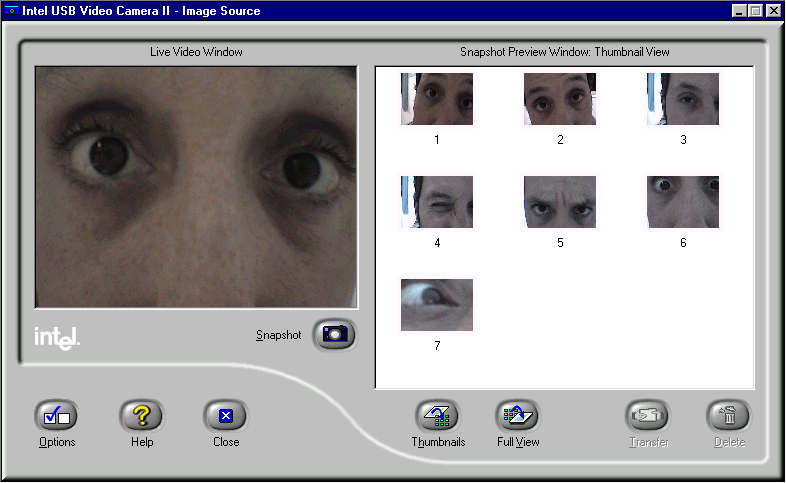 Intel USB Video Camera II - Image Source
Live Video Window
Snapshot Preview Window: Thumbnail View
1
2
3
4
5
6
7
intel.
Snapshot
Options
Help
Close
Thumbnails
Full View
Transfer
Delete